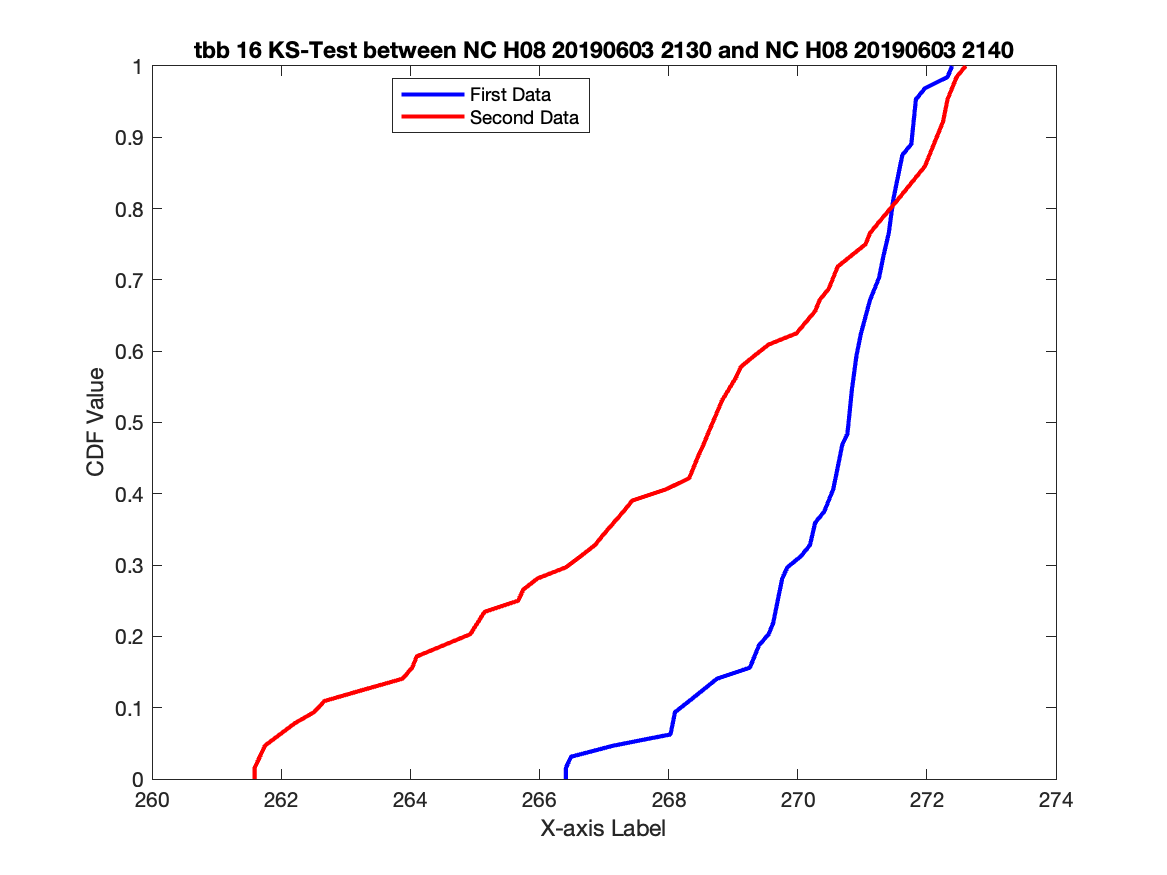 tbb 16 KS-Test between NC H08 20190603 2130 and NC H08 20190603 2140
First Data
Second Data
1
0.9
0.8
0.7
0.6
0.5
0.4
0.3
0.2
0.1
0
CDF Value
260 262 264 266 268 270 272 274
X-axis Label